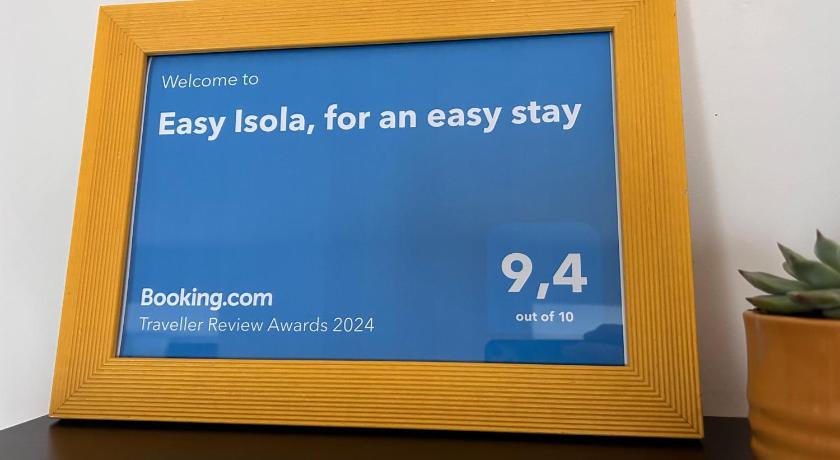 Welcome to
Easy Isola, for an easy stay
9,4
out of 10
Booking.com
Traveller Review Awards 2024